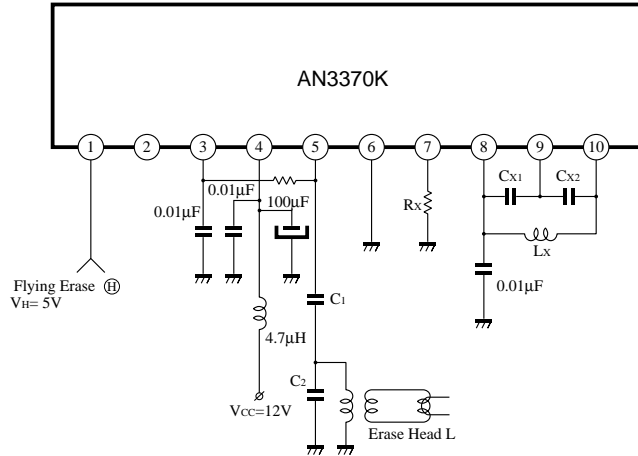 AN3370K
1 2 3 4 5 6 7 8 9 10
0.01μF
0.01μF
100μF
RX
CX1
CX2
LX
0.01μF
Flying Erase H
VH= 5V
4.7μH
C1
C2
VCC=12V
Erase Head L